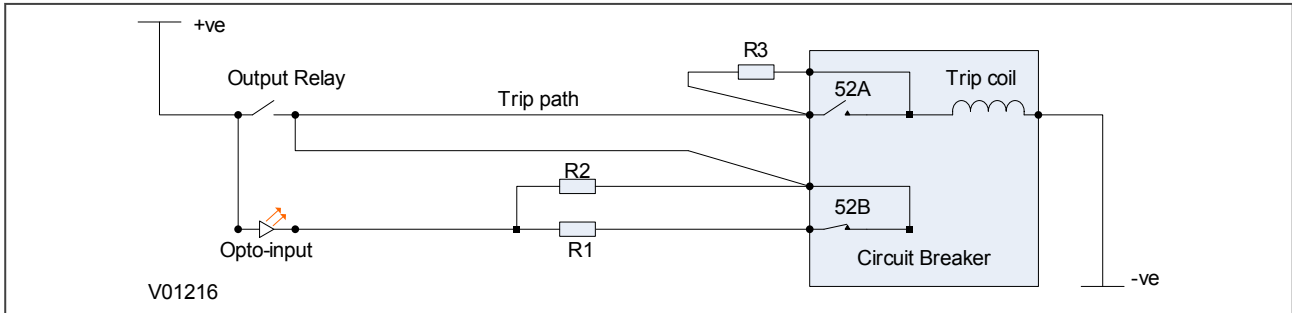 +ve
R3
Output Relay
Trip coil
52A
Trip path
R2
52B
Opto-input
R1
Circuit Breaker
-ve
V01216